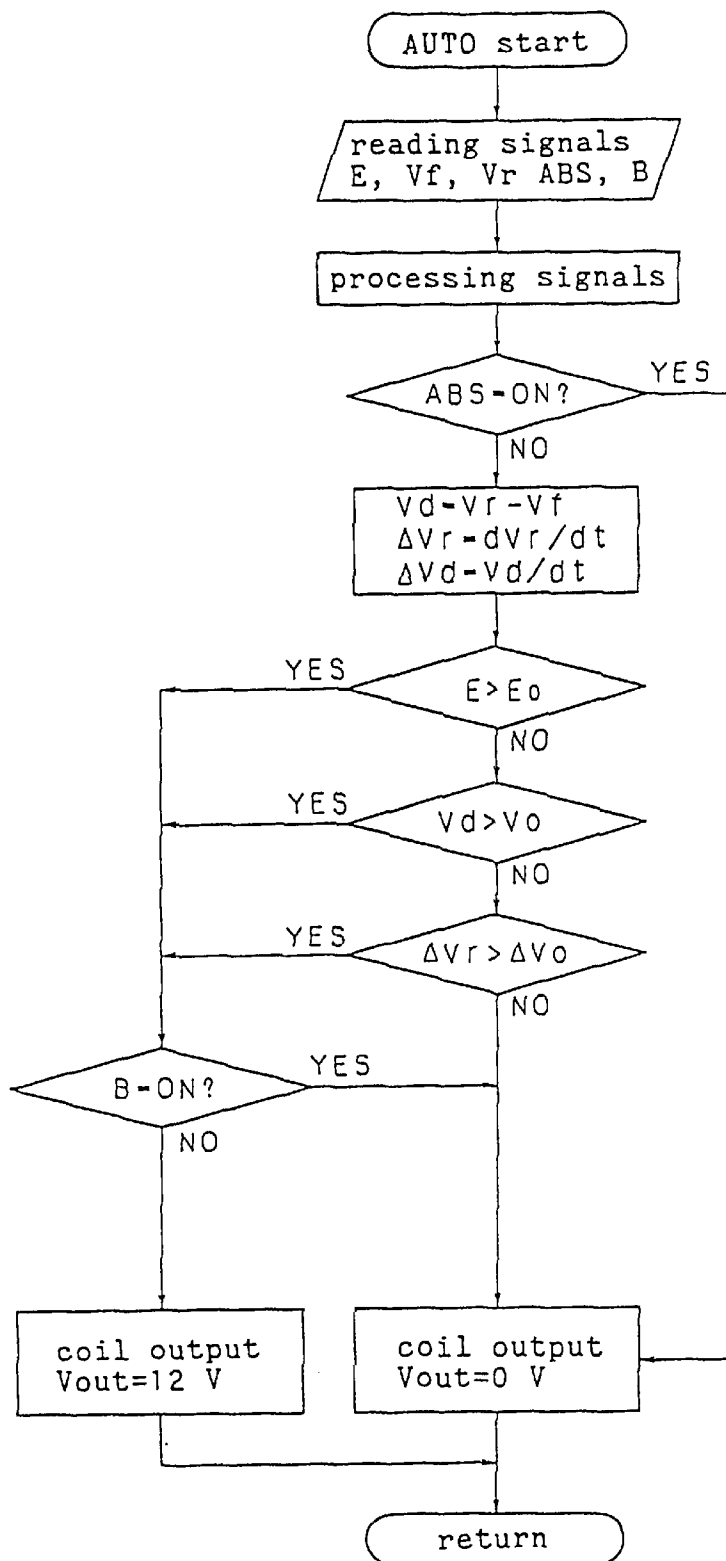 AUTO start
reading signals
E, Vf, Vr ABS, B
processing signals
ABS=ON?
YES
NO
Vd=Vr-Vf
ΔVr=dVr/dt
ΔVd=Vd/dt
YES
E>Eo
NO
YES
Vd>Vo
NO
YES
ΔVr>ΔVo
NO
B=ON?
YES
NO
coil output
Vout=12 V
coil output
Vout=0 V
return